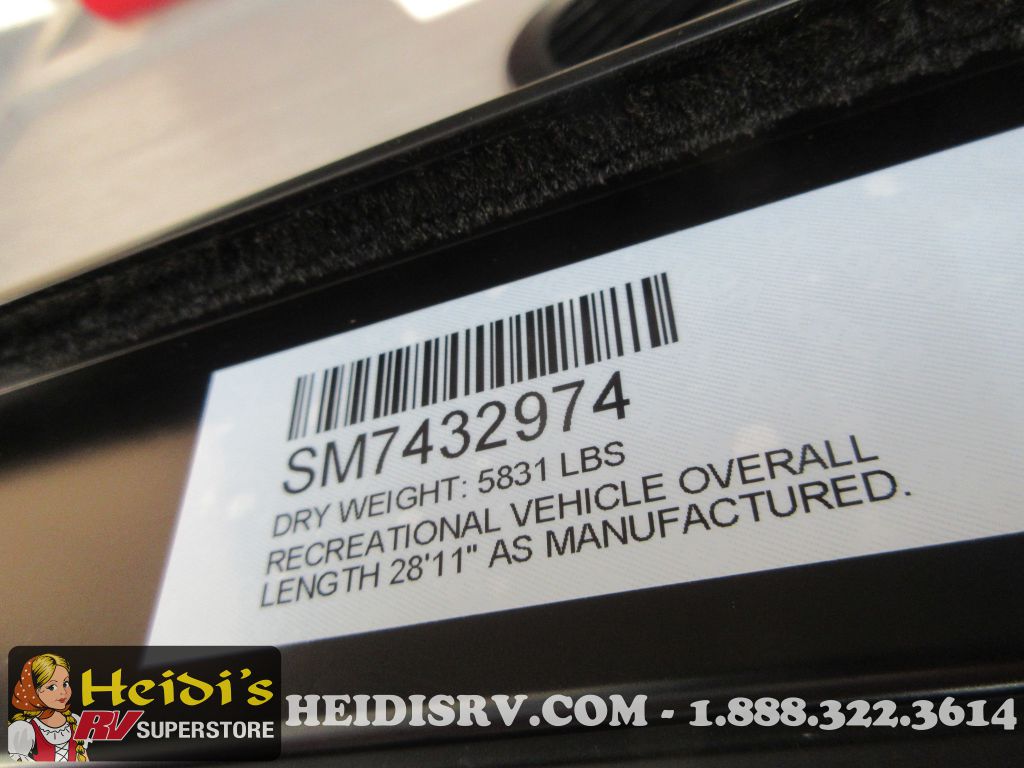 SM7432974
DRY WEIGHT: 5831 LBS
RECREATIONAL VEHICLE OVERALL
LENGTH 28'11" AS MANUFACTURED.
Heidi's
RV SUPERSTORE
HEIDISRV.COM - 1.888.322.3614